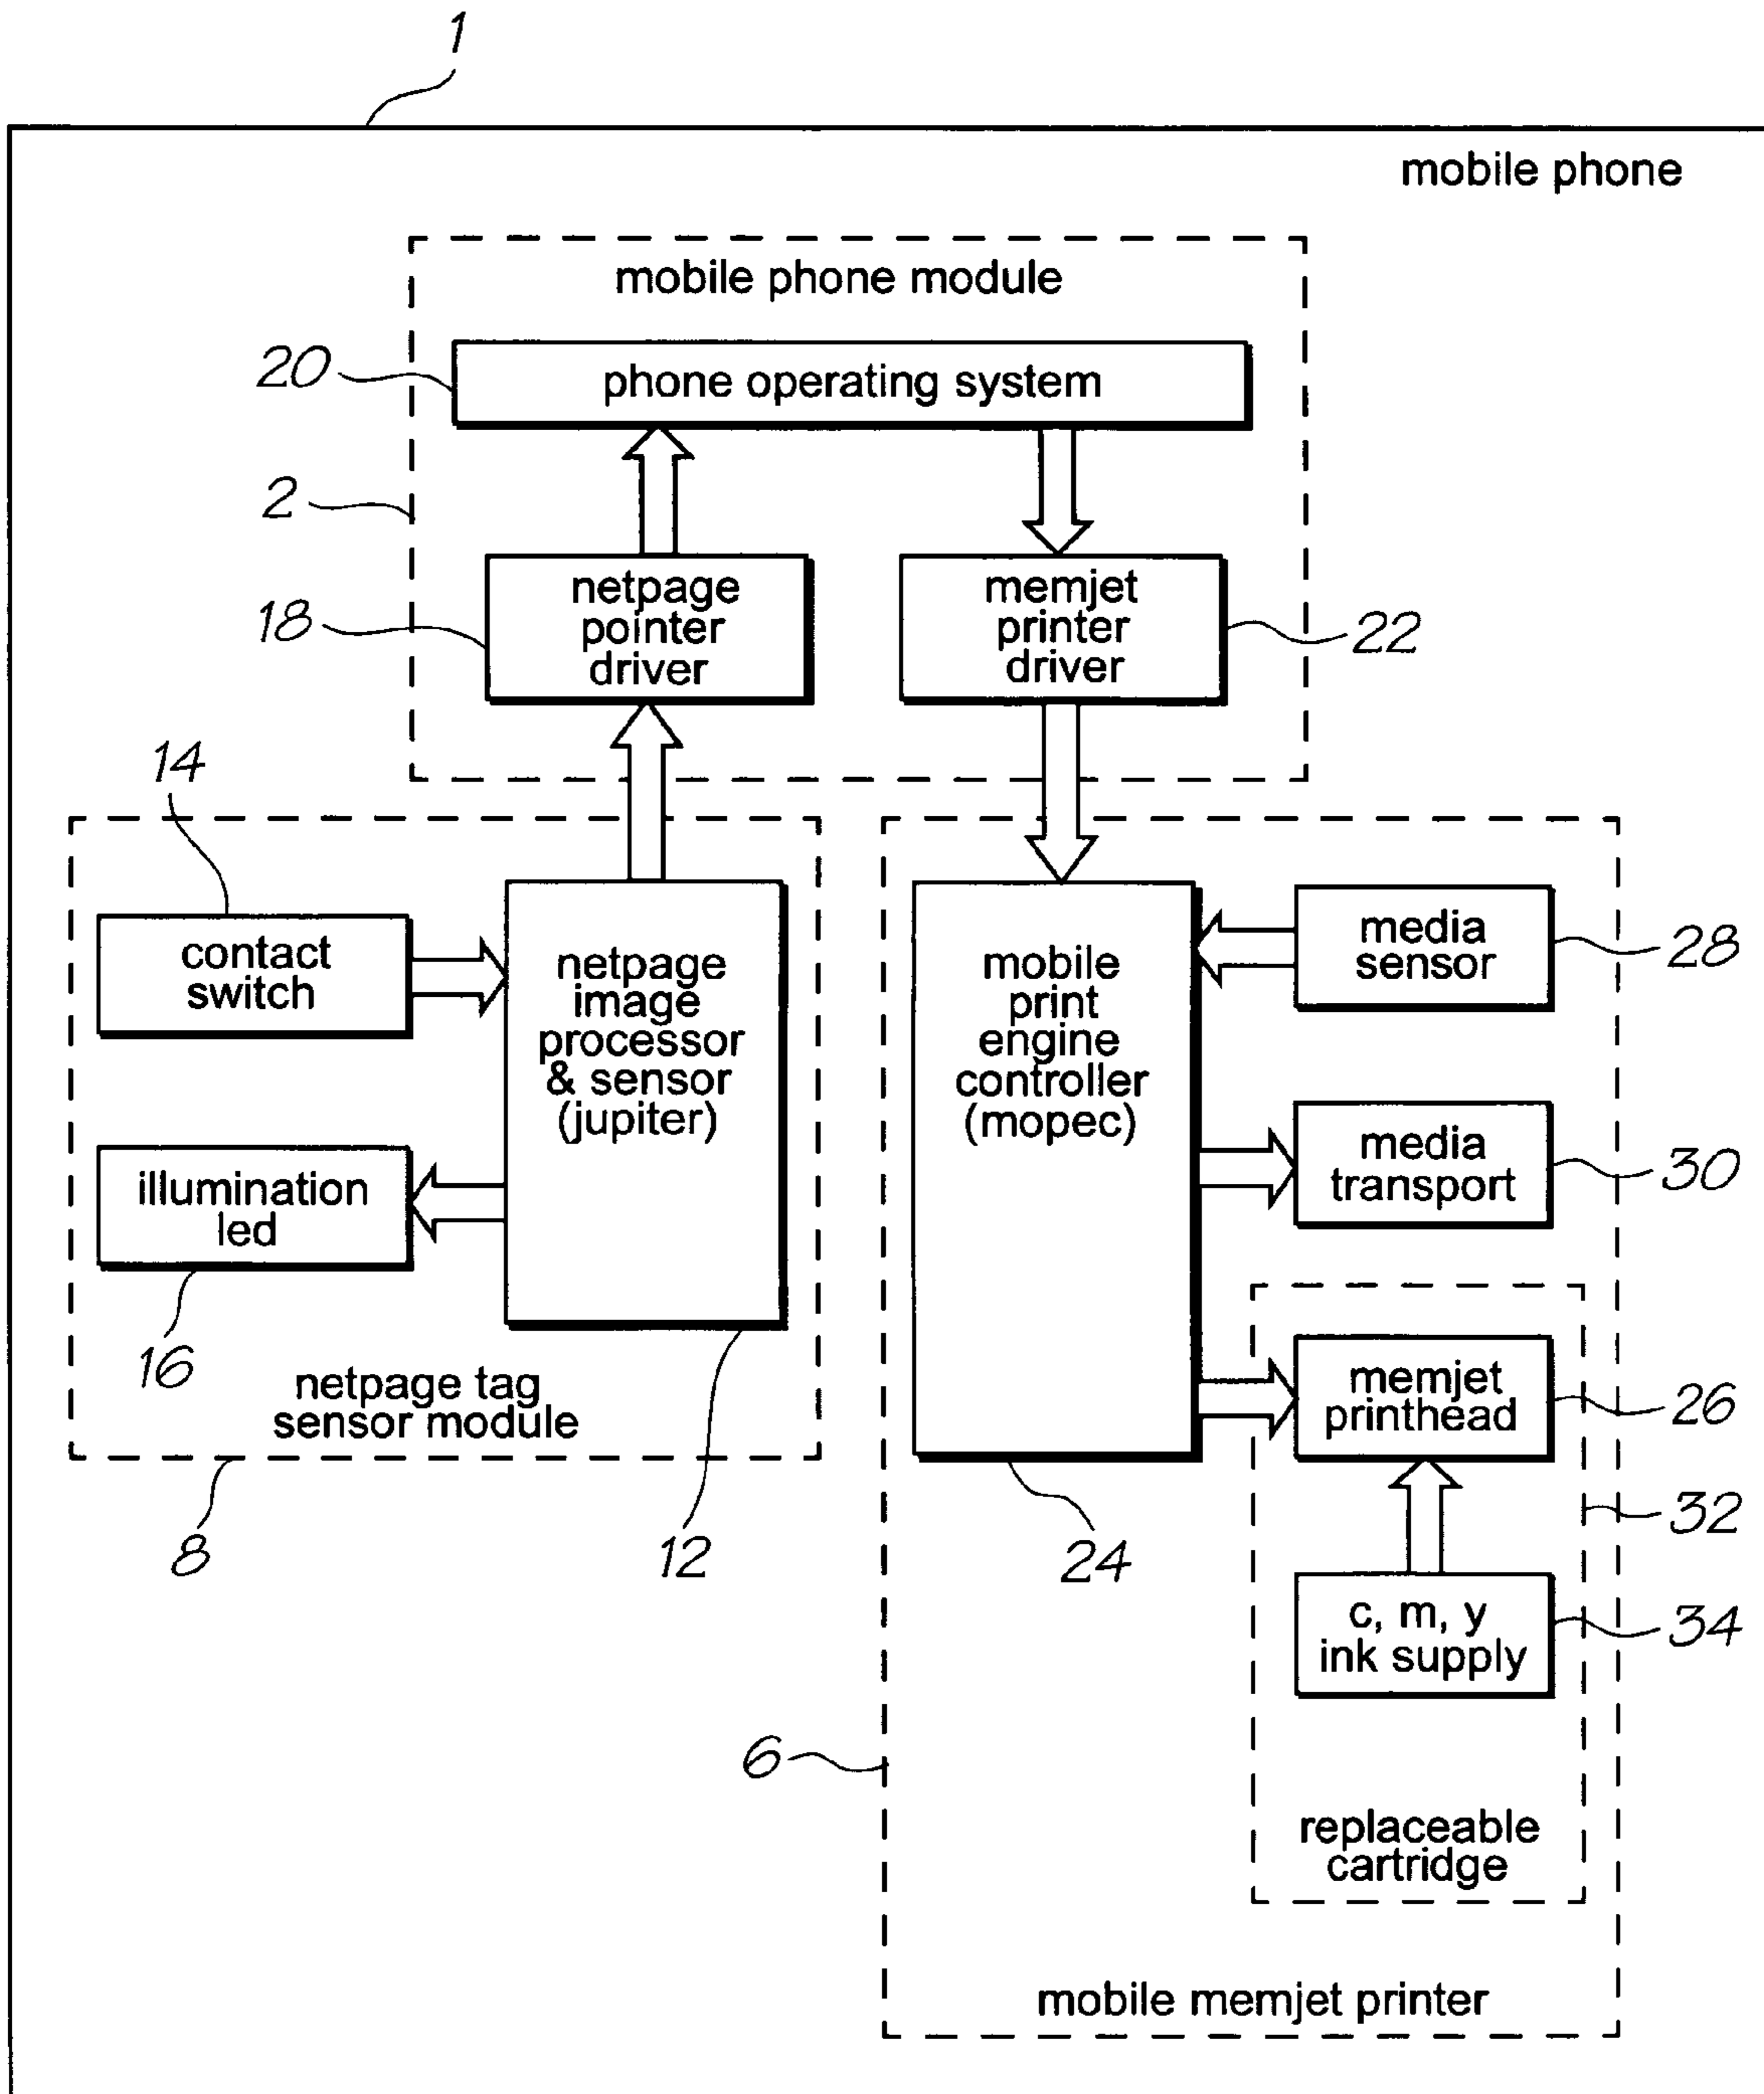 1
mobile phone
mobile phone module
20
phone operating system
2
18
netpage
pointer
driver
memjet
printer
driver
22
14
contact
switch
netpage
image
processor
& sensor
(jupiter)
illumination
led
16
netpage tag
sensor module
8
12
mobile
print
engine
controller
(mopec)
24
media
sensor
28
media
transport
30
memjet
printhead
26
32
c, m, y
ink supply
34
6
replaceable
cartridge
mobile memjet printer